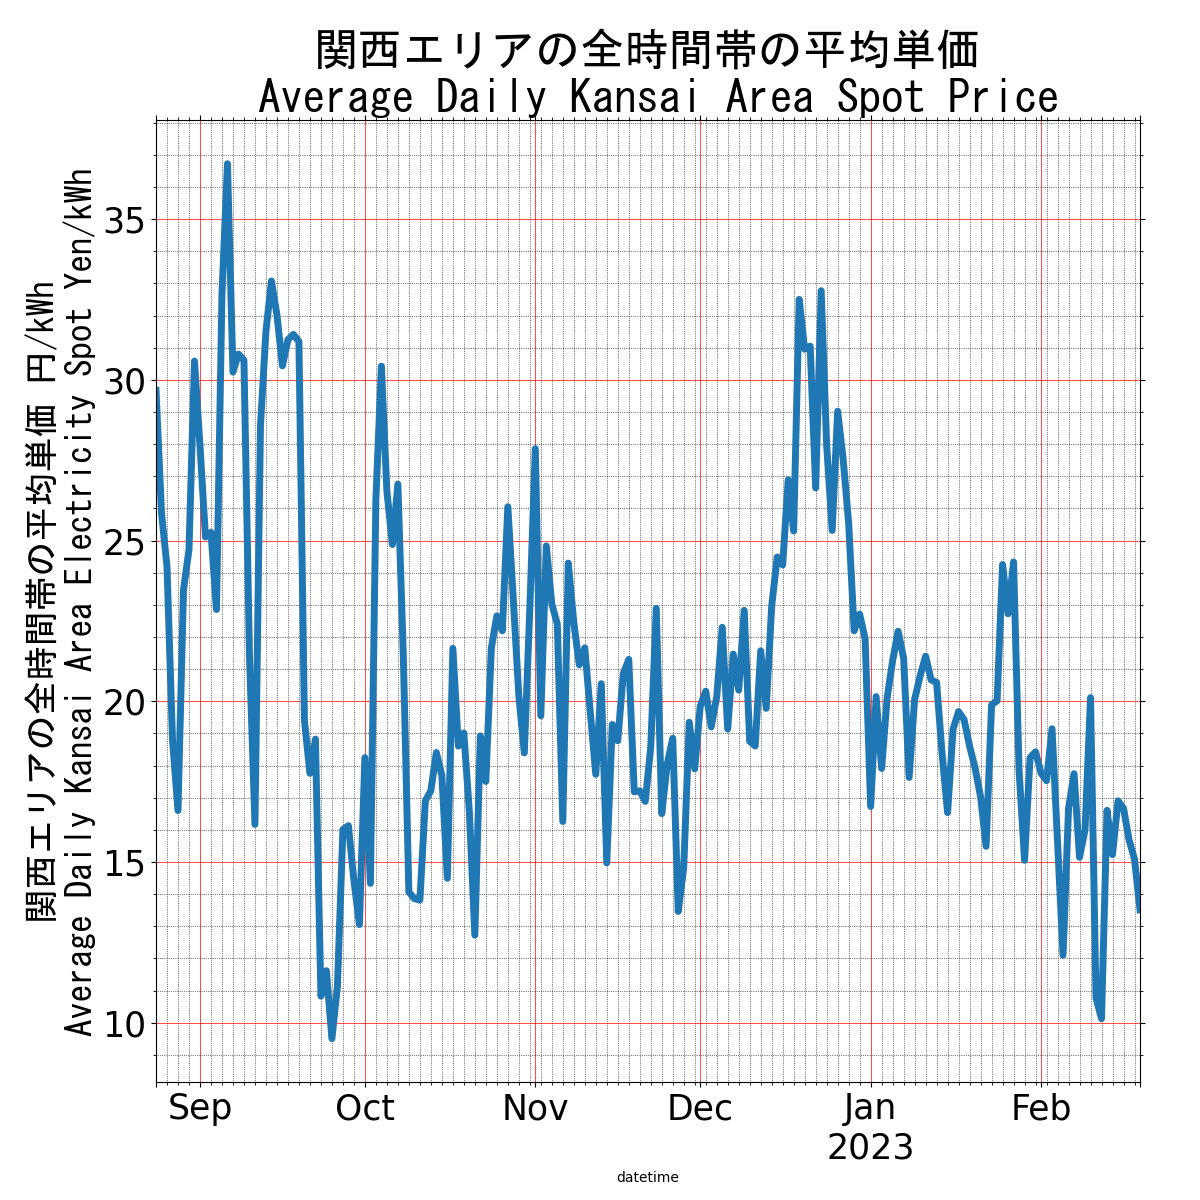 関西エリアの全時間帯の平均単価
Average Daily Kansai Area Spot Price
関西エリアの全時間帯の平均単価 円/kWh
Average Daily Kansai Area Electricity Spot Yen/kWh
35
30
25
20
15
10
Sep Oct Nov Dec Jan Feb
2023
datetime